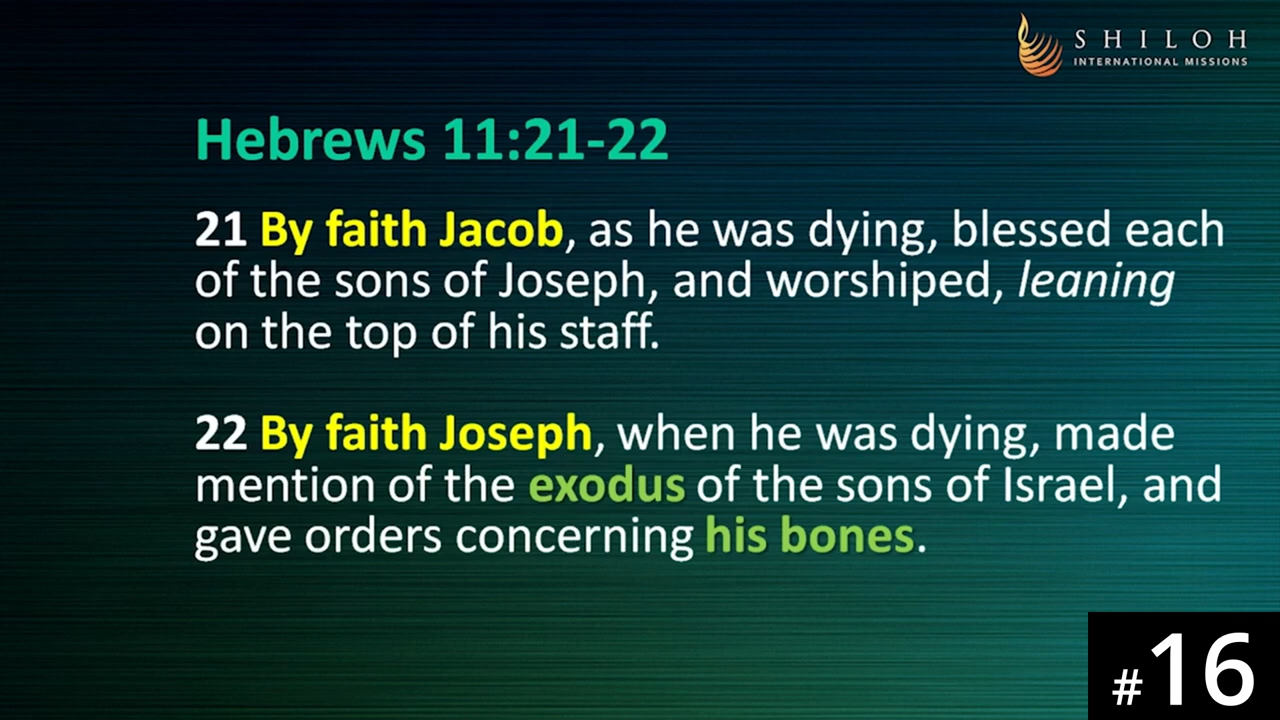 SHILOH
INTERNATIONAL MISSIONS
Hebrews 11:21-22
21 By faith Jacob, as he was dying, blessed each
of the sons of Joseph, and worshiped, leaning
on the top of his staff.
22 By faith Joseph, when he was dying, made
mention of the exodus of the sons of Israel, and
gave orders concerning his bones.
#16